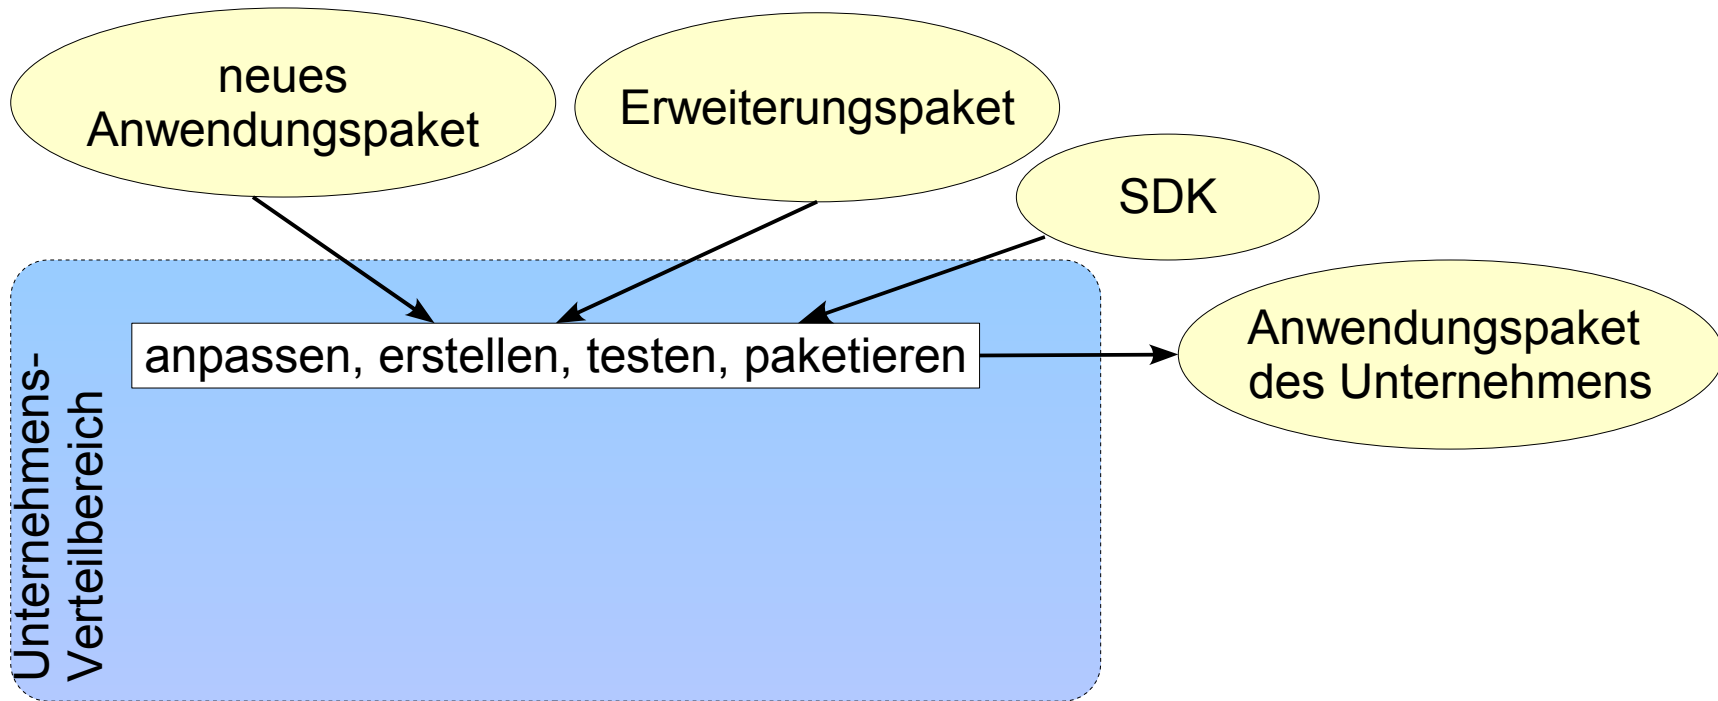 neues
Anwendungspaket
Erweiterungspaket
SDK
anpassen, erstellen, testen, paketieren
Anwendungspaket
des Unternehmens
Unternehmens-
Verteilbereich